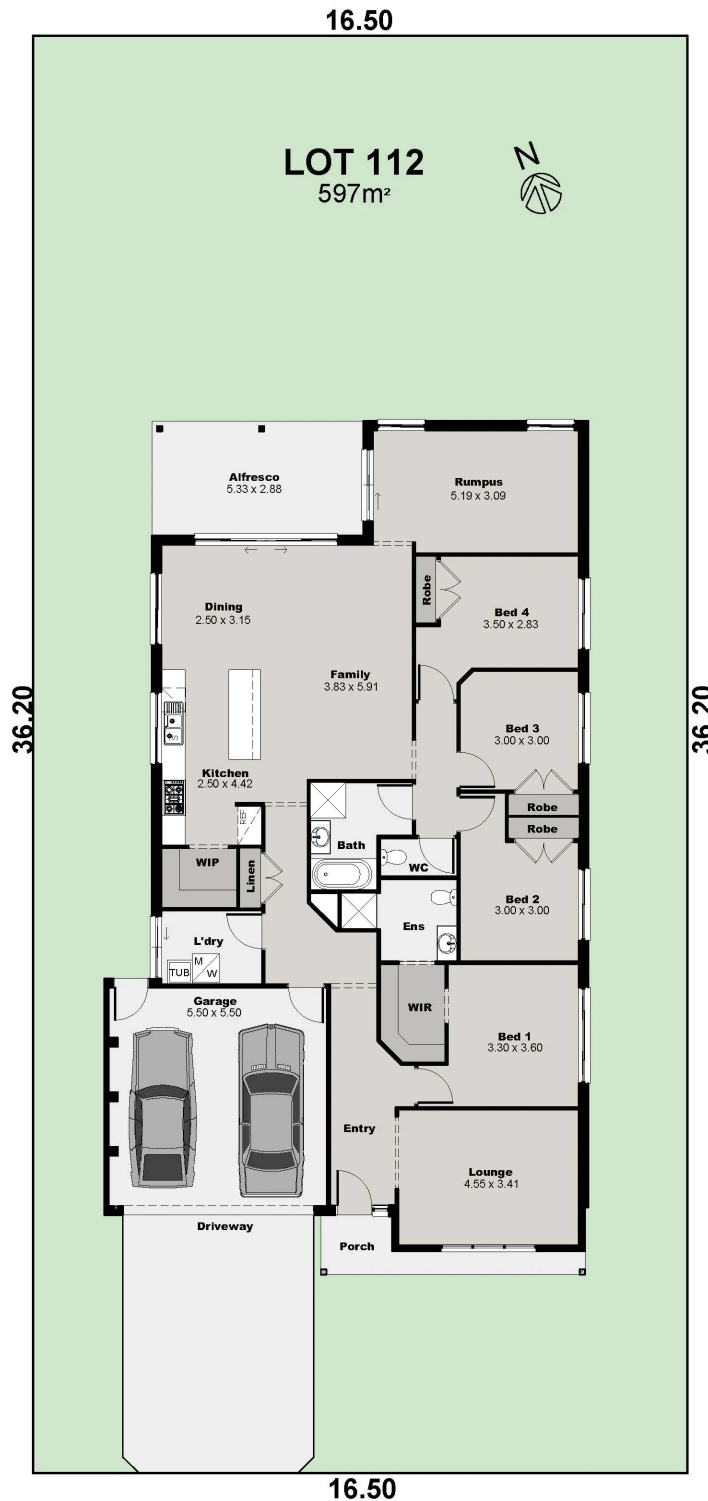 16.50
LOT 112
597m²
N
Alfresco
5.33 x 2.88
Rumpus
5.19 x 3.09
Dining
2.50 x 3.15
Robe
Bed 4
3.50 x 2.83
Family
3.83 x 5.91
36.20
36.20
Bed 3
3.00 x 3.00
S
Kitchen
2.50 x 4.42
Robe
REF
Robe
Bath
WIP
Linen
WC
Bed 2
3.00 x 3.00
Ens
L'dry
TUB
M
W
Garage
5.50 x 5.50
WIR
Bed 1
3.30 x 3.60
Entry
Lounge
4.55 x 3.41
Driveway
Porch
16.50